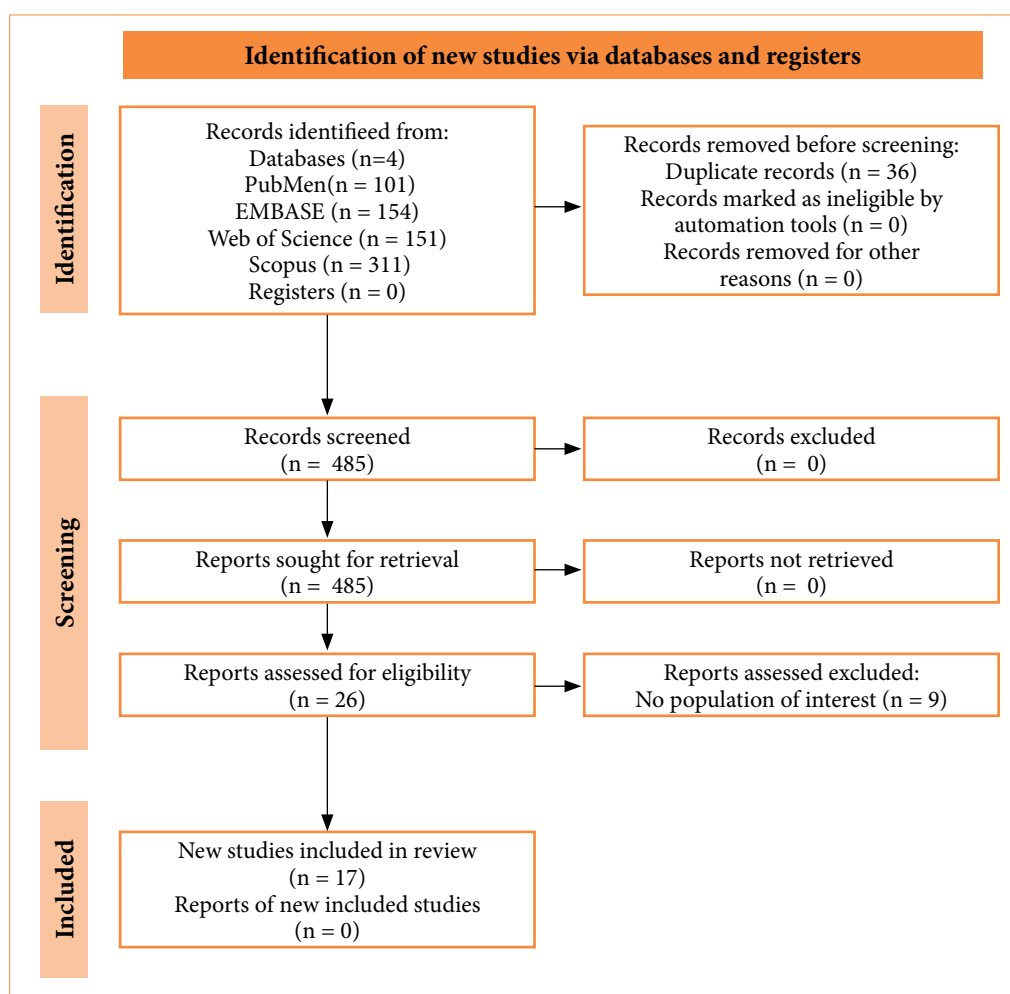 Identification of new studies via databases and registers
Identification
Records identifieed from:
Databases (n=4)
PubMen(n = 101)
EMBASE (n = 154)
Web of Science (n = 151)
Scopus (n = 311)
Registers (n = 0)
Records removed before screening:
Duplicate records (n = 36)
Records marked as ineligible by
automation tools (n = 0)
Records removed for other
reasons (n = 0)
Screening
Records screened
(n = 485)
Records excluded
(n = 0)
Reports sought for retrieval
(n = 485)
Reports not retrieved
(n = 0)
Reports assessed for eligibility
(n = 26)
Reports assessed excluded:
No population of interest (n = 9)
Included
New studies included in review
(n = 17)
Reports of new included studies
(n = 0)